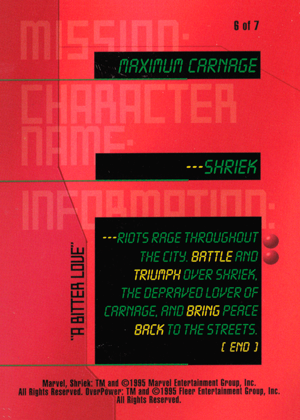 6 of 7
MISSION:
MAXIMUM CARNAGE
CHARACTER
NAME:
---SHRIEK
INFORMATION:
"A BITTER LOVE"
---RIOTS RAGE THROUGHOUT
THE CITY. BATTLE AND
TRIUMPH OVER SHRIEK,
THE DEPRAVED LOVER OF
CARNAGE, AND BRING PEACE
BACK TO THE STREETS.
( END )
Marvel, Shriek: TM and ©1995 Marvel Entertainment Group, Inc.
All Rights Reserved. OverPower: TM and ©1995 Fleer Entertainment Group, Inc.
All Rights Reserved.